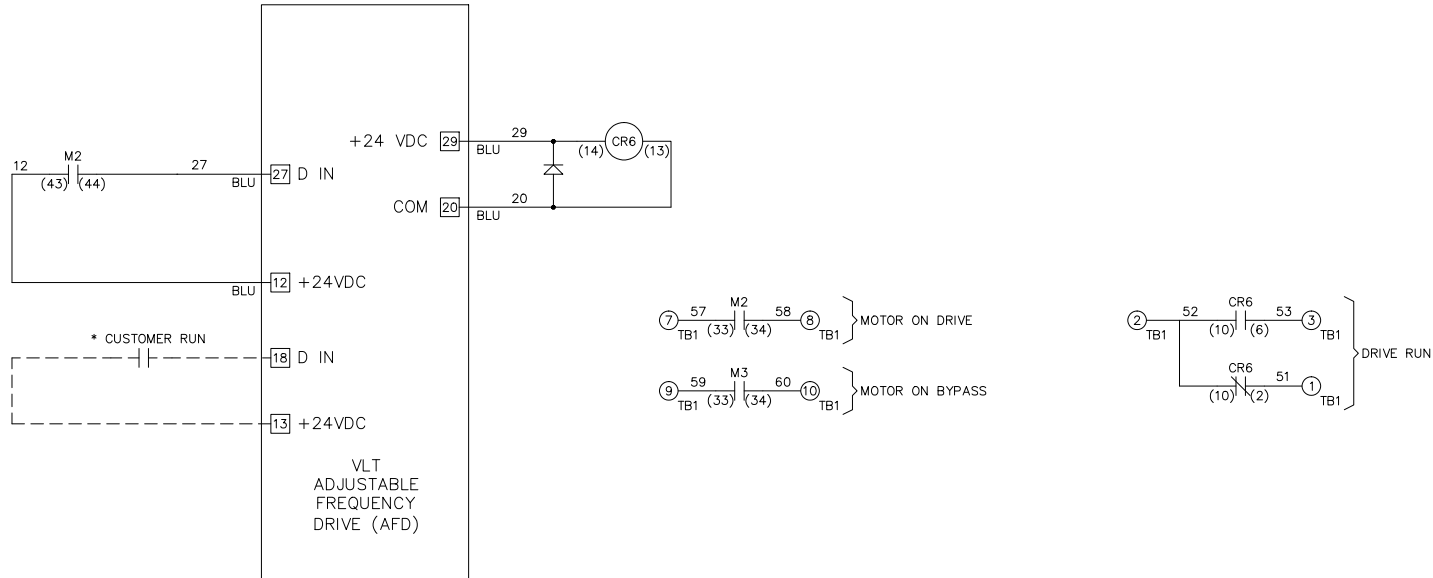 +24 VDC 29 29 BLU (14) CR6 (13)
12 M2 (43) (44) 27 BLU 27 D IN
COM 20 20 BLU
BLU 12 +24VDC
* CUSTOMER RUN 18 D IN
13 +24VDC
VLT
ADJUSTABLE
FREQUENCY
DRIVE (AFD)
7 TB1 57 M2 (33) (34) 58 8 TB1 MOTOR ON DRIVE
9 TB1 59 M3 (33) (34) 60 10 TB1 MOTOR ON BYPASS
2 TB1 52 CR6 (10) (6) 53 3 TB1
DRIVE RUN
CR6 (10) (2) 51 1 TB1